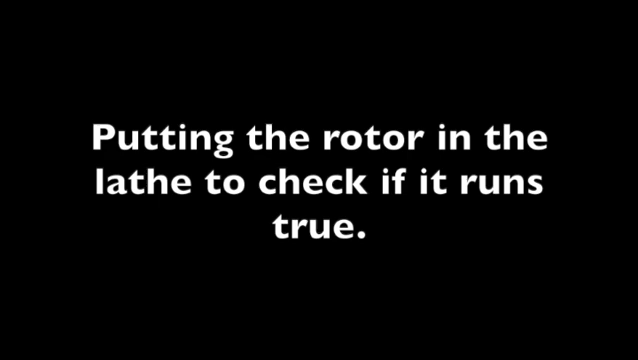 Putting the rotor in the
lathe to check if it runs
true.